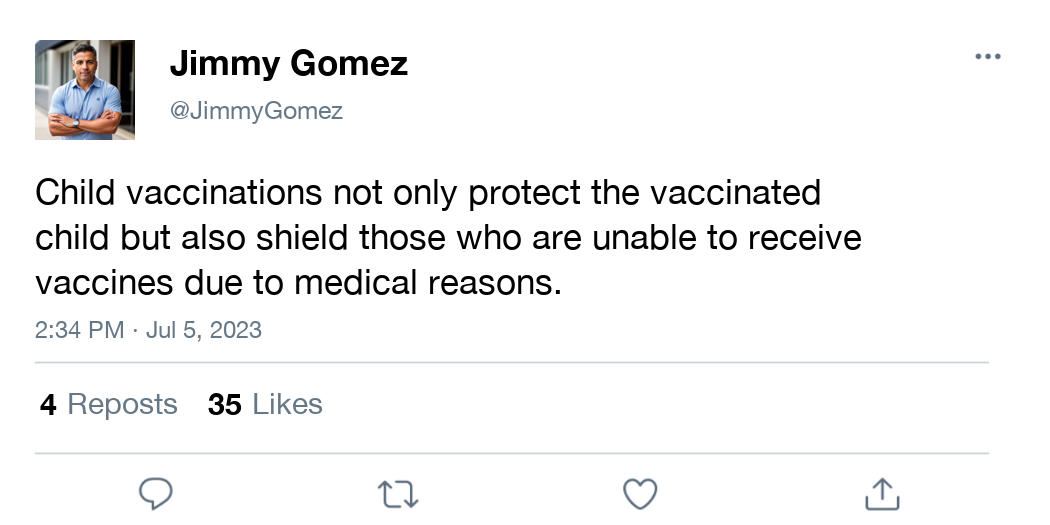 Jimmy Gomez
@JimmyGomez
Child vaccinations not only protect the vaccinated
child but also shield those who are unable to receive
vaccines due to medical reasons.
2:34 PM · Jul 5, 2023
4 Reposts 35 Likes